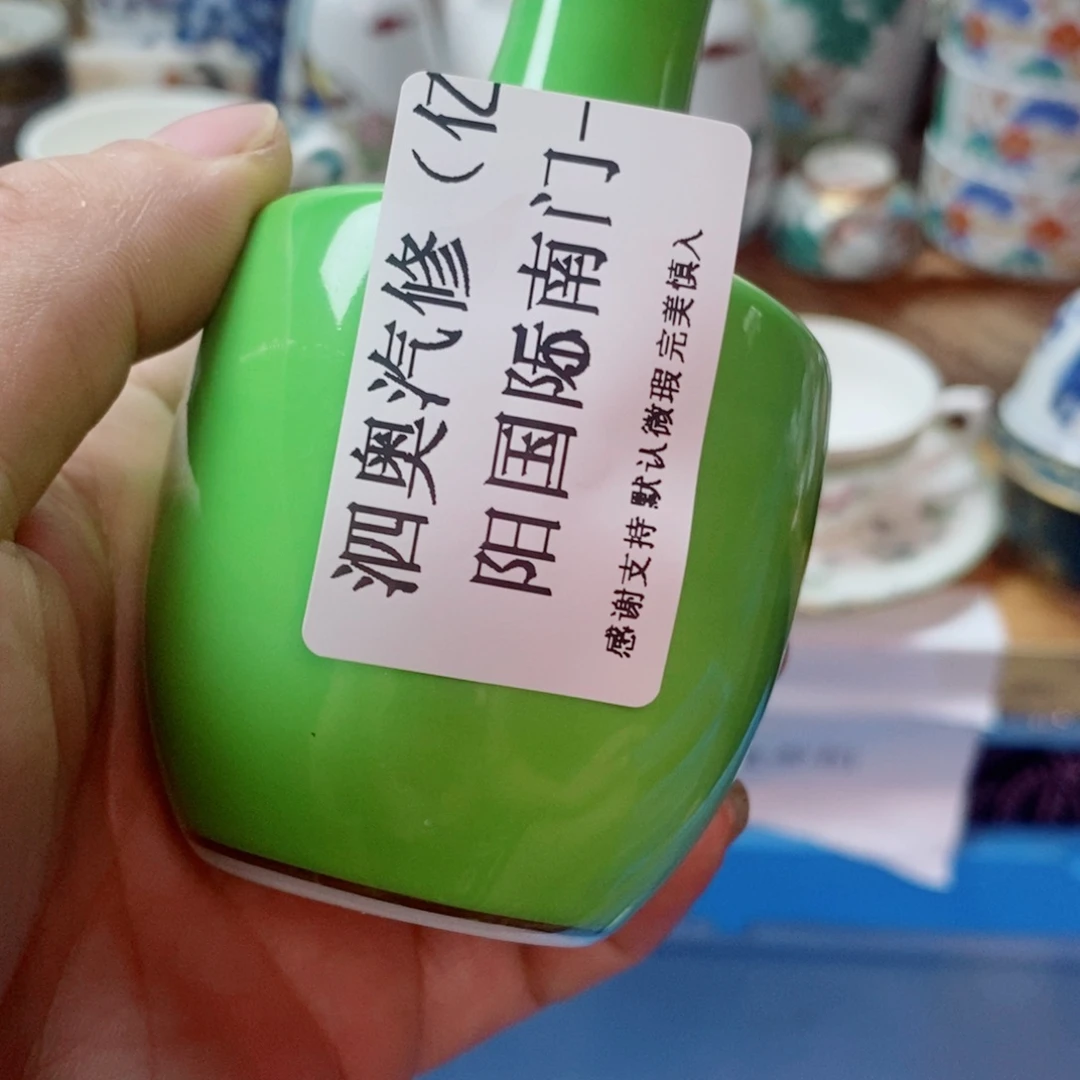 泗奥汽修（亿
阳国际南门一
感谢支持 默认微瑕 完美慎入